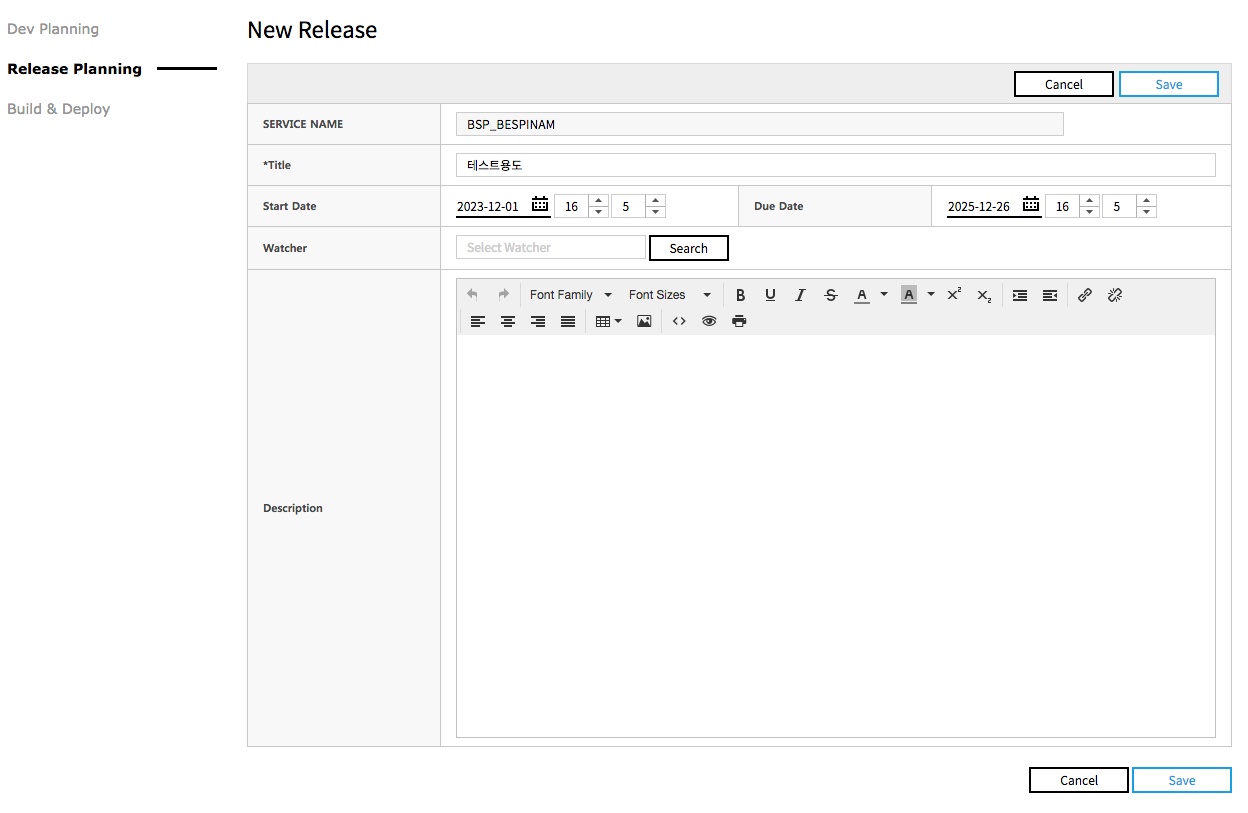 Dev Planning
Release Planning
Build & Deploy
New Release
Cancel Save
SERVICE NAME BSP_BESPINAM
*Title 테스트용도
Start Date 2023-12-01 16 5 Due Date 2025-12-26 16 5
Watcher Select Watcher Search
Font Family Font Sizes B U I S A A x² x₂
Description
Cancel Save